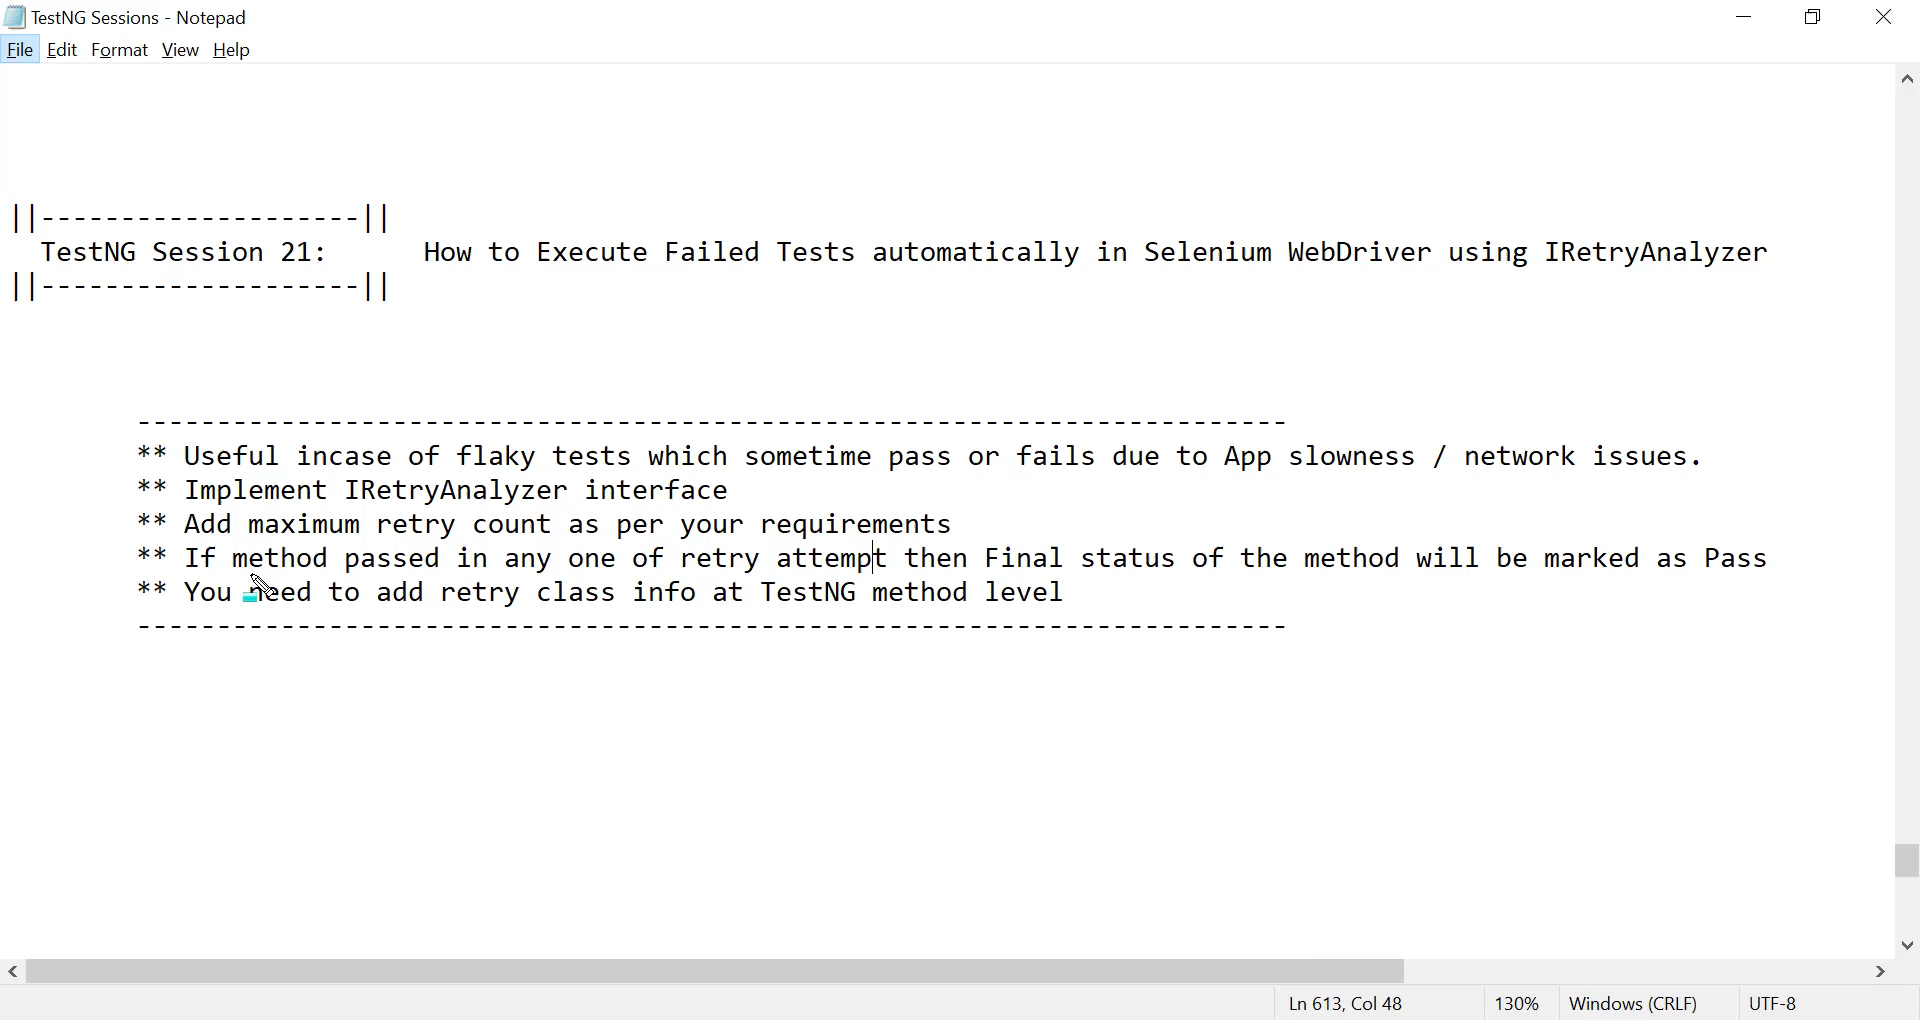 TestNG Sessions - Notepad
File Edit Format View Help
||--------------------||
TestNG Session 21: How to Execute Failed Tests automatically in Selenium WebDriver using IRetryAnalyzer
||--------------------||
------------------------------------------------------------------------
** Useful incase of flaky tests which sometime pass or fails due to App slowness / network issues.
** Implement IRetryAnalyzer interface
** Add maximum retry count as per your requirements
** If method passed in any one of retry attempt then Final status of the method will be marked as Pass
** You need to add retry class info at TestNG method level
------------------------------------------------------------------------
Ln 613, Col 48 130% Windows (CRLF) UTF-8